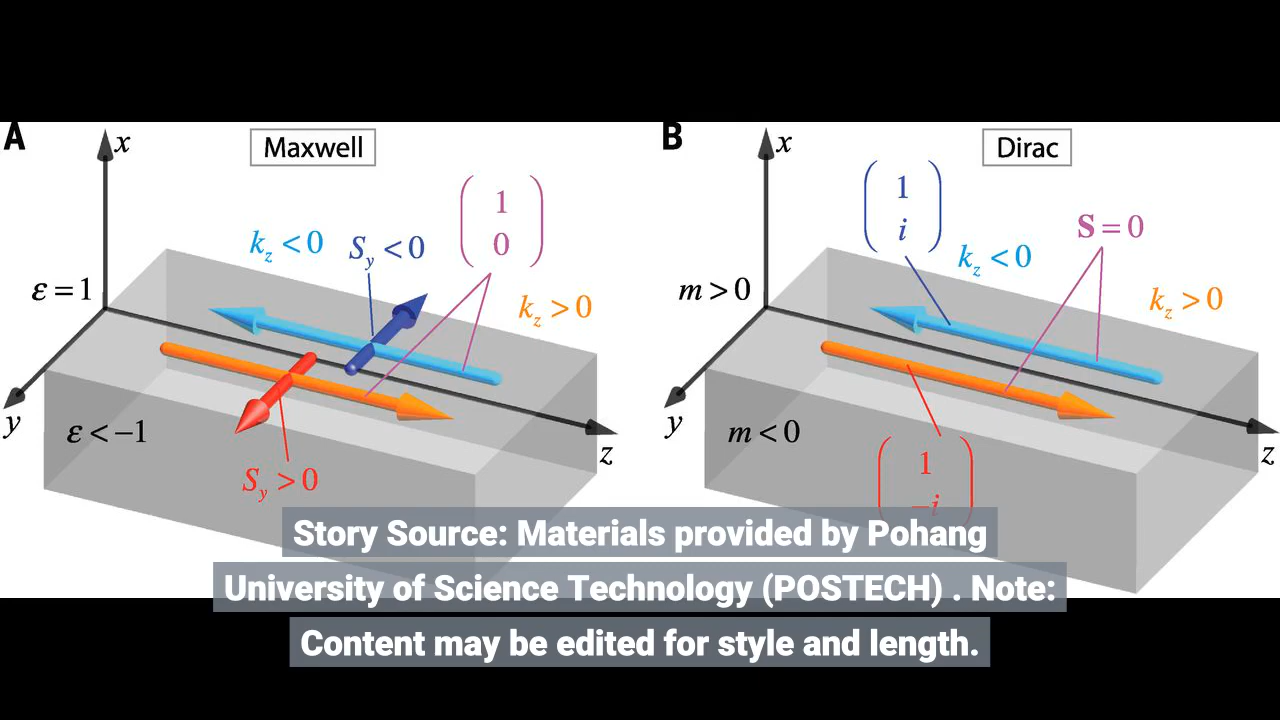 A
Maxwell
x
( 1
0 )
k_z < 0
S_y < 0
k_z > 0
ε = 1
y
ε < −1
z
S_y > 0
B
Dirac
x
( 1
i )
S = 0
k_z < 0
k_z > 0
m > 0
y
m < 0
z
( 1
−i )
Story Source: Materials provided by Pohang
University of Science Technology (POSTECH) . Note:
Content may be edited for style and length.